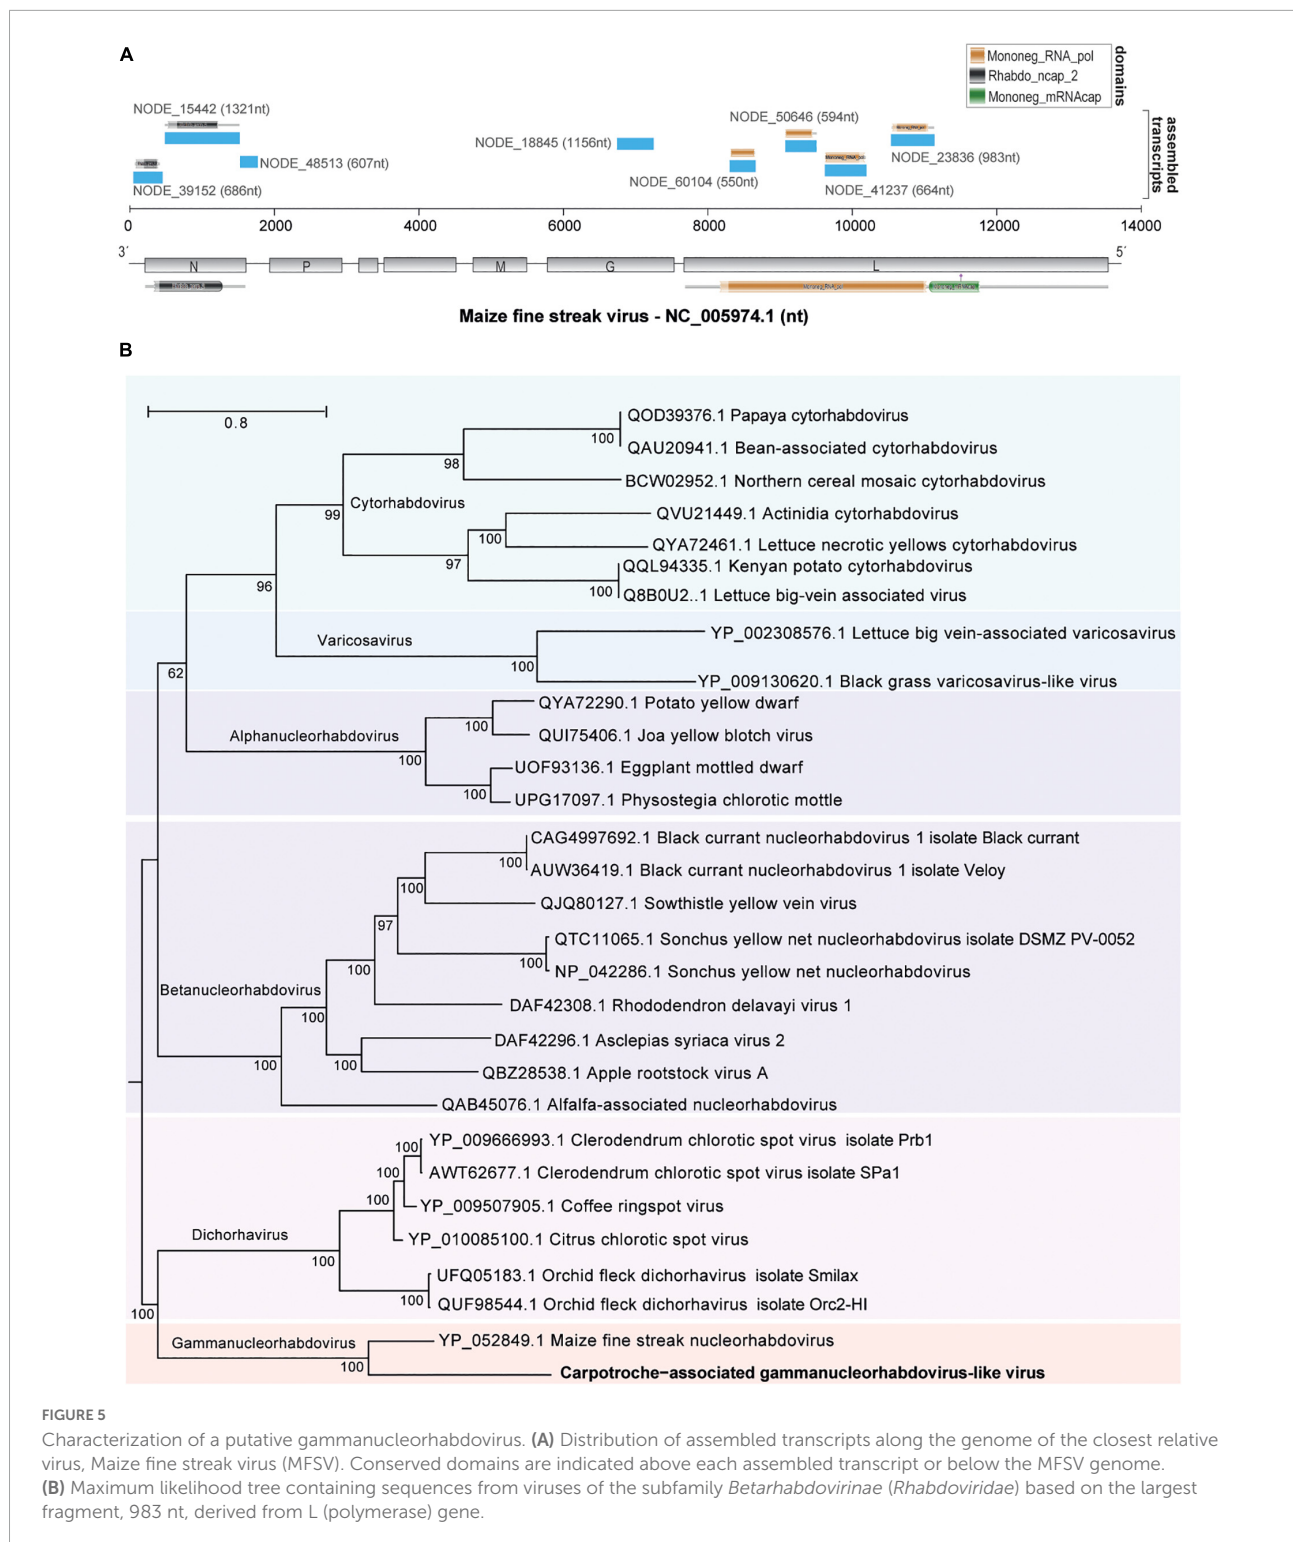 A
Mononeg_RNA_pol
Rhabdo_ncap_2
Mononeg_mRNAcap
domains
assembled
transcripts
NODE_15442 (1321nt)
NODE_48513 (607nt)
NODE_39152 (686nt)
NODE_18845 (1156nt)
NODE_50646 (594nt)
NODE_60104 (550nt)
NODE_23836 (983nt)
NODE_41237 (664nt)
0 2000 4000 6000 8000 10000 12000 14000
3´ 5´
N P M G L
Maize fine streak virus - NC_005974.1 (nt)
B
0.8
QOD39376.1 Papaya cytorhabdovirus
100
QAU20941.1 Bean-associated cytorhabdovirus
98
BCW02952.1 Northern cereal mosaic cytorhabdovirus
Cytorhabdovirus
99
QVU21449.1 Actinidia cytorhabdovirus
100
QYA72461.1 Lettuce necrotic yellows cytorhabdovirus
97
QQL94335.1 Kenyan potato cytorhabdovirus
100
Q8B0U2..1 Lettuce big-vein associated virus
96
YP_002308576.1 Lettuce big vein-associated varicosavirus
Varicosavirus
100
YP_009130620.1 Black grass varicosavirus-like virus
62
QYA72290.1 Potato yellow dwarf
100
QUI75406.1 Joa yellow blotch virus
Alphanucleorhabdovirus
100
UOF93136.1 Eggplant mottled dwarf
100
UPG17097.1 Physostegia chlorotic mottle
CAG4997692.1 Black currant nucleorhabdovirus 1 isolate Black currant
100
AUW36419.1 Black currant nucleorhabdovirus 1 isolate Veloy
100
QJQ80127.1 Sowthistle yellow vein virus
97
QTC11065.1 Sonchus yellow net nucleorhabdovirus isolate DSMZ PV-0052
100
NP_042286.1 Sonchus yellow net nucleorhabdovirus
100
Betanucleorhabdovirus
DAF42308.1 Rhododendron delavayi virus 1
100
DAF42296.1 Asclepias syriaca virus 2
100
100
QBZ28538.1 Apple rootstock virus A
QAB45076.1 Alfalfa-associated nucleorhabdovirus
YP_009666993.1 Clerodendrum chlorotic spot virus isolate Prb1
100
AWT62677.1 Clerodendrum chlorotic spot virus isolate SPa1
100
YP_009507905.1 Coffee ringspot virus
100
YP_010085100.1 Citrus chlorotic spot virus
Dichorhavirus
100
UFQ05183.1 Orchid fleck dichorhavirus isolate Smilax
100
QUF98544.1 Orchid fleck dichorhavirus isolate Orc2-HI
100
Gammanucleorhabdovirus
YP_052849.1 Maize fine streak nucleorhabdovirus
100
Carpotroche−associated gammanucleorhabdovirus-like virus
FIGURE 5
Characterization of a putative gammanucleorhabdovirus. (A) Distribution of assembled transcripts along the genome of the closest relative
virus, Maize fine streak virus (MFSV). Conserved domains are indicated above each assembled transcript or below the MFSV genome.
(B) Maximum likelihood tree containing sequences from viruses of the subfamily Betarhabdovirinae (Rhabdoviridae) based on the largest
fragment, 983 nt, derived from L (polymerase) gene.